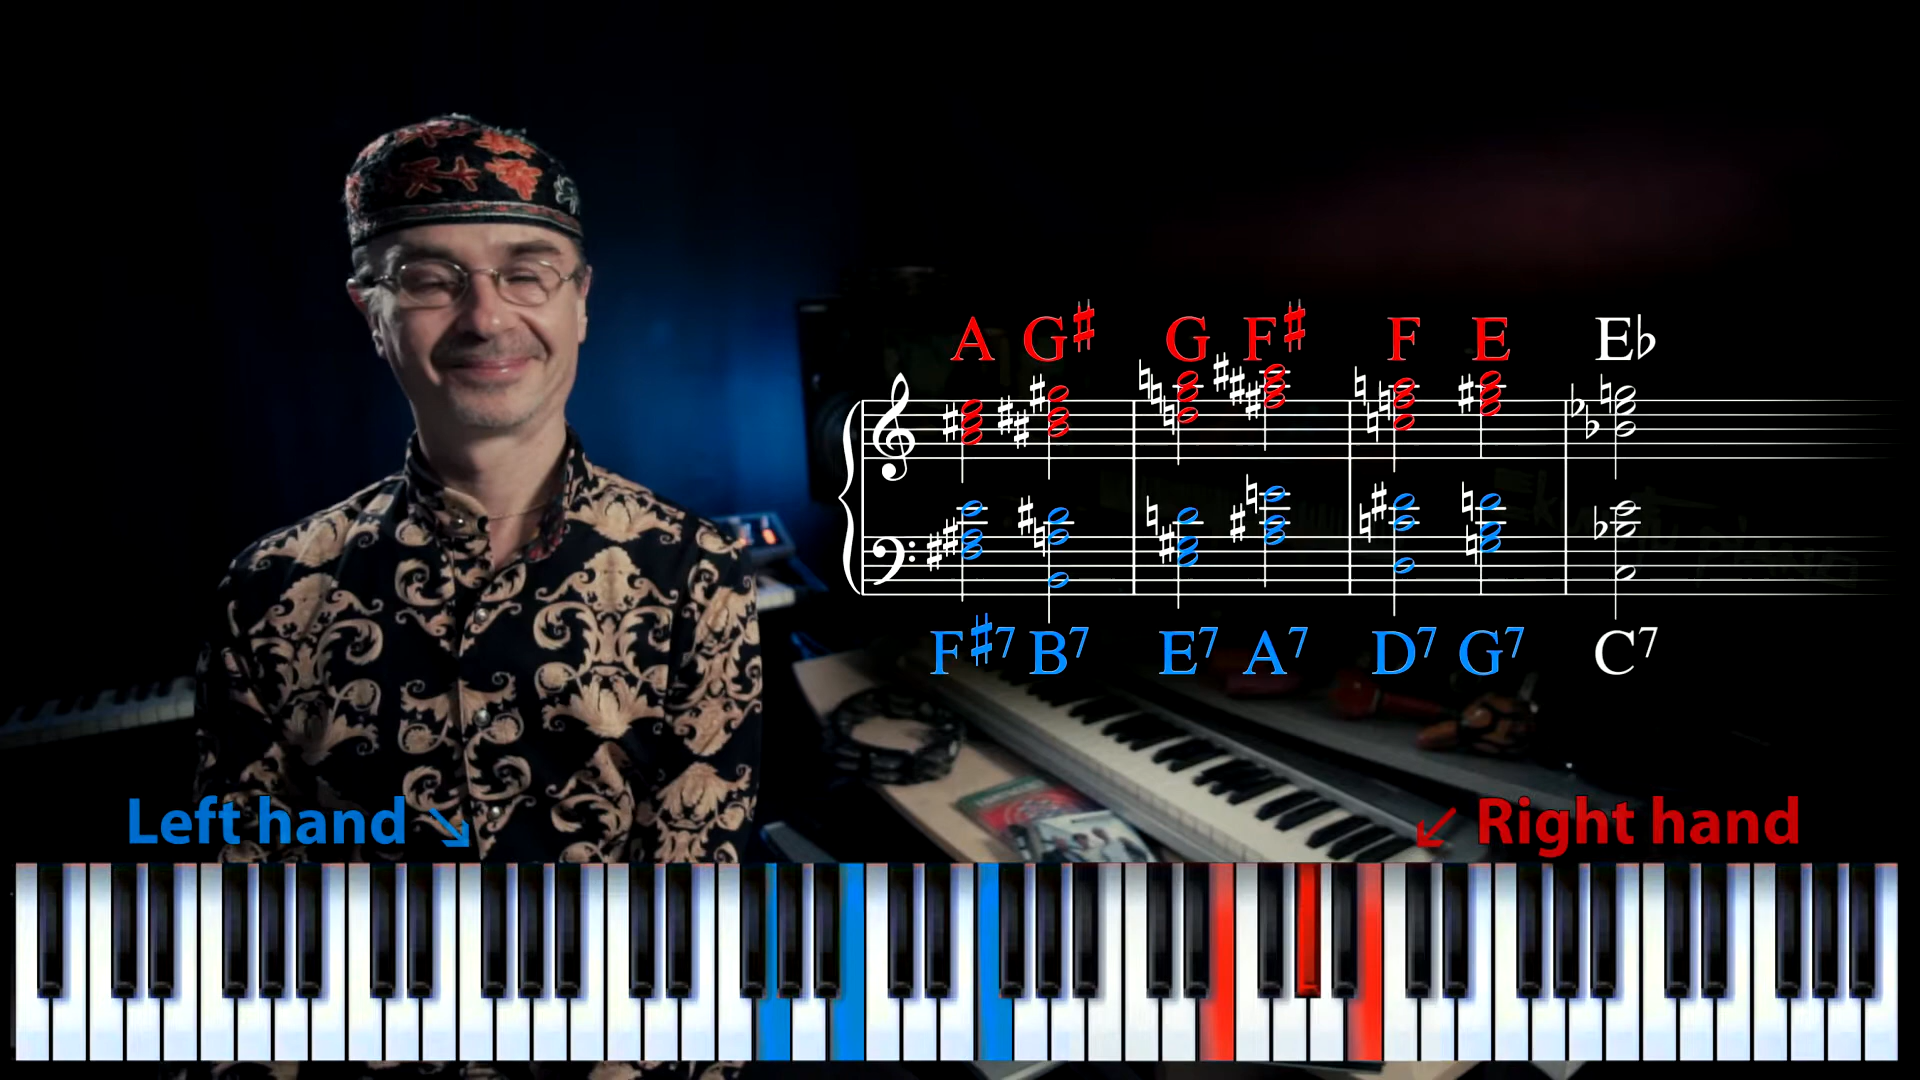 A G♯ G F♯ F E E♭
F♯7 B7 E7 A7 D7 G7 C7
Left hand ↘
↙ Right hand